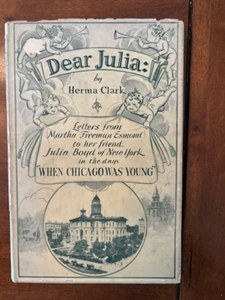 Dear Julia:
by
Herma Clark
Letters from
Martha Freeman Esmond
to her friend
Julia Boyd of New York
in the days
"WHEN CHICAGO WAS YOUNG"